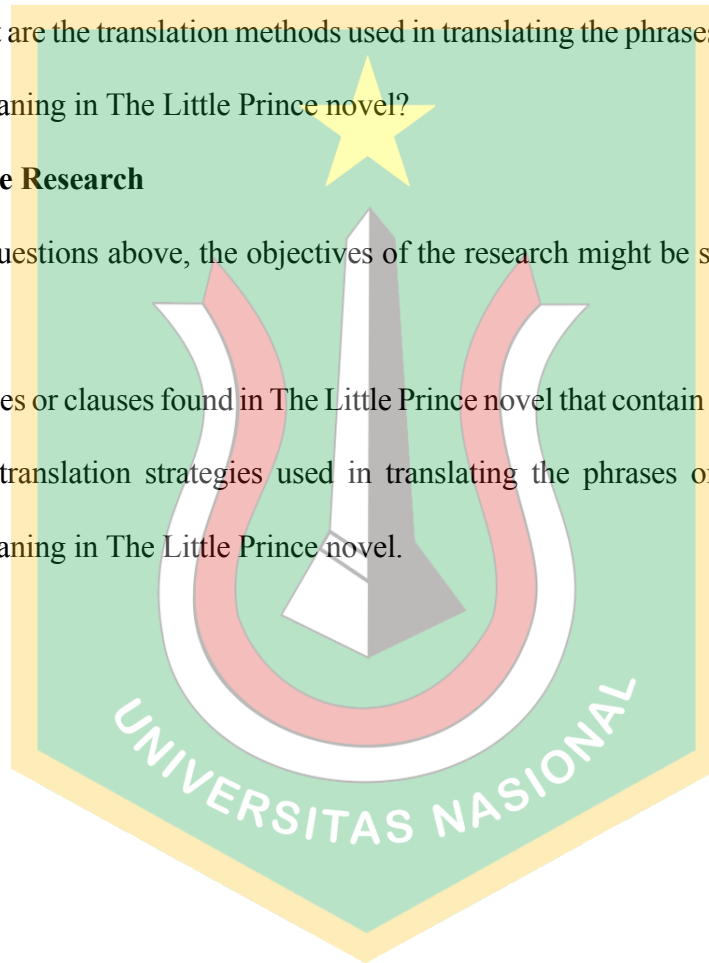 t are the translation methods used in translating the phrases
aning in The Little Prince novel?
e Research
uestions above, the objectives of the research might be s
es or clauses found in The Little Prince novel that contain
translation strategies used in translating the phrases or
aning in The Little Prince novel.
UNIVERSITAS NASIONAL